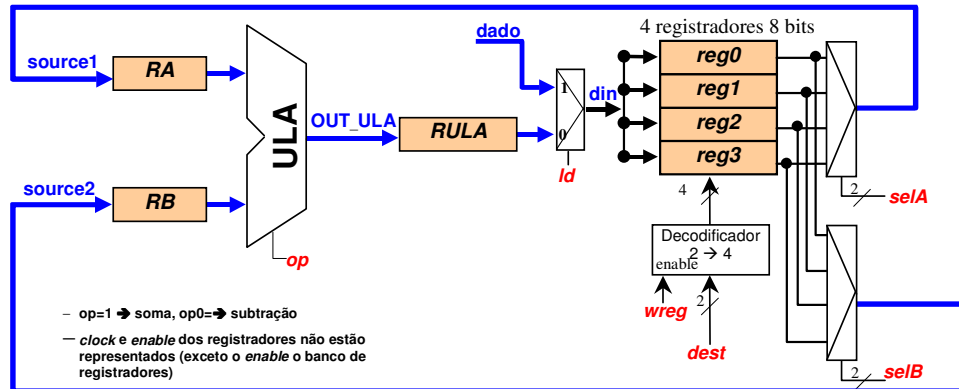 4 registradores 8 bits
dado
source1
RA
ULA
OUT_ULA
RULA
1
0
din
ld
reg0
reg1
reg2
reg3
source2
RB
op
4
Decodificador
2 → 4
enable
wreg
2
dest
2
selA
2
selB
– op=1 ➔ soma, op0=➔ subtração
— clock e enable dos registradores não estão
representados (exceto o enable o banco de
registradores)